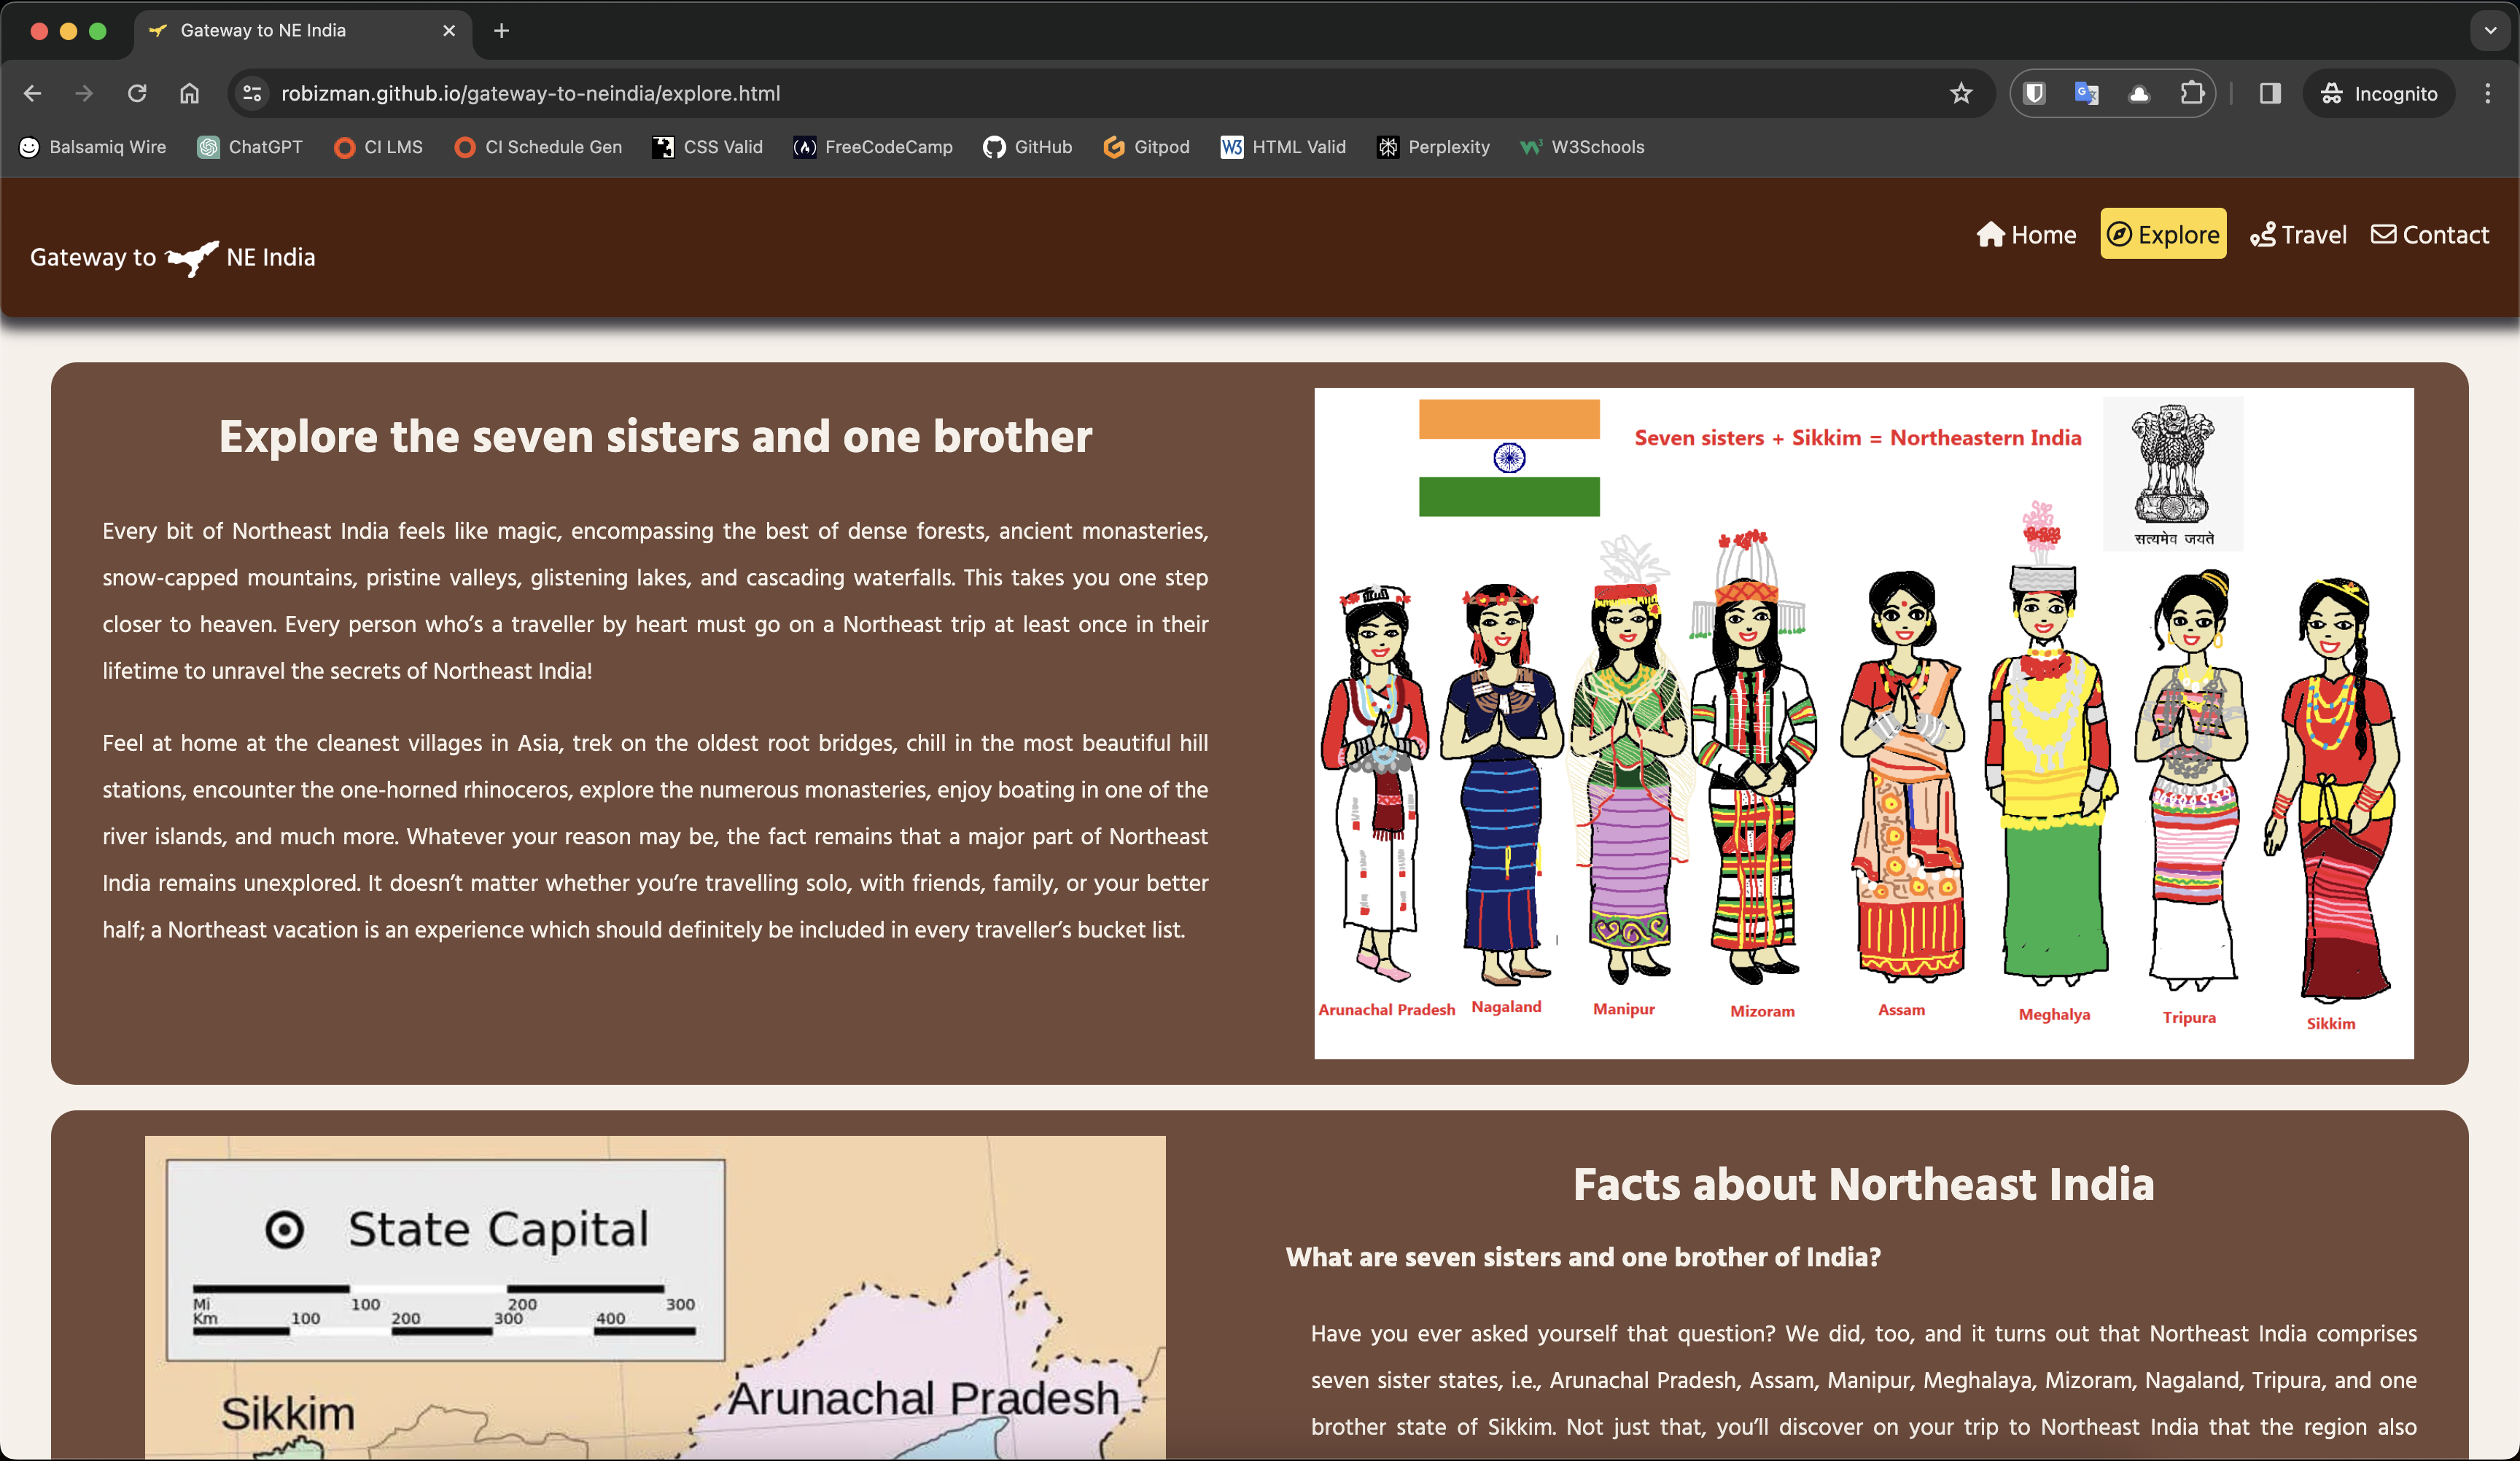 Gateway to NE India
robizman.github.io/gateway-to-neindia/explore.html
Incognito
Balsamiq Wire
ChatGPT
CI LMS
CI Schedule Gen
CSS Valid
FreeCodeCamp
GitHub
Gitpod
HTML Valid
Perplexity
W3Schools
Gateway to NE India
Home
Explore
Travel
Contact
Explore the seven sisters and one brother
Every bit of Northeast India feels like magic, encompassing the best of dense forests, ancient monasteries,
snow-capped mountains, pristine valleys, glistening lakes, and cascading waterfalls. This takes you one step
closer to heaven. Every person who’s a traveller by heart must go on a Northeast trip at least once in their
lifetime to unravel the secrets of Northeast India!
Feel at home at the cleanest villages in Asia, trek on the oldest root bridges, chill in the most beautiful hill
stations, encounter the one-horned rhinoceros, explore the numerous monasteries, enjoy boating in one of the
river islands, and much more. Whatever your reason may be, the fact remains that a major part of Northeast
India remains unexplored. It doesn’t matter whether you’re travelling solo, with friends, family, or your better
half; a Northeast vacation is an experience which should definitely be included in every traveller’s bucket list.
Seven sisters + Sikkim = Northeastern India
सत्यमेव जयते
Arunachal Pradesh
Nagaland
Manipur
Mizoram
Assam
Meghalya
Tripura
Sikkim
State Capital
Mi 100 200 300
Km 100 200 300 400
Sikkim
Arunachal Pradesh
Facts about Northeast India
What are seven sisters and one brother of India?
Have you ever asked yourself that question? We did, too, and it turns out that Northeast India comprises
seven sister states, i.e., Arunachal Pradesh, Assam, Manipur, Meghalaya, Mizoram, Nagaland, Tripura, and one
brother state of Sikkim. Not just that, you’ll discover on your trip to Northeast India that the region also